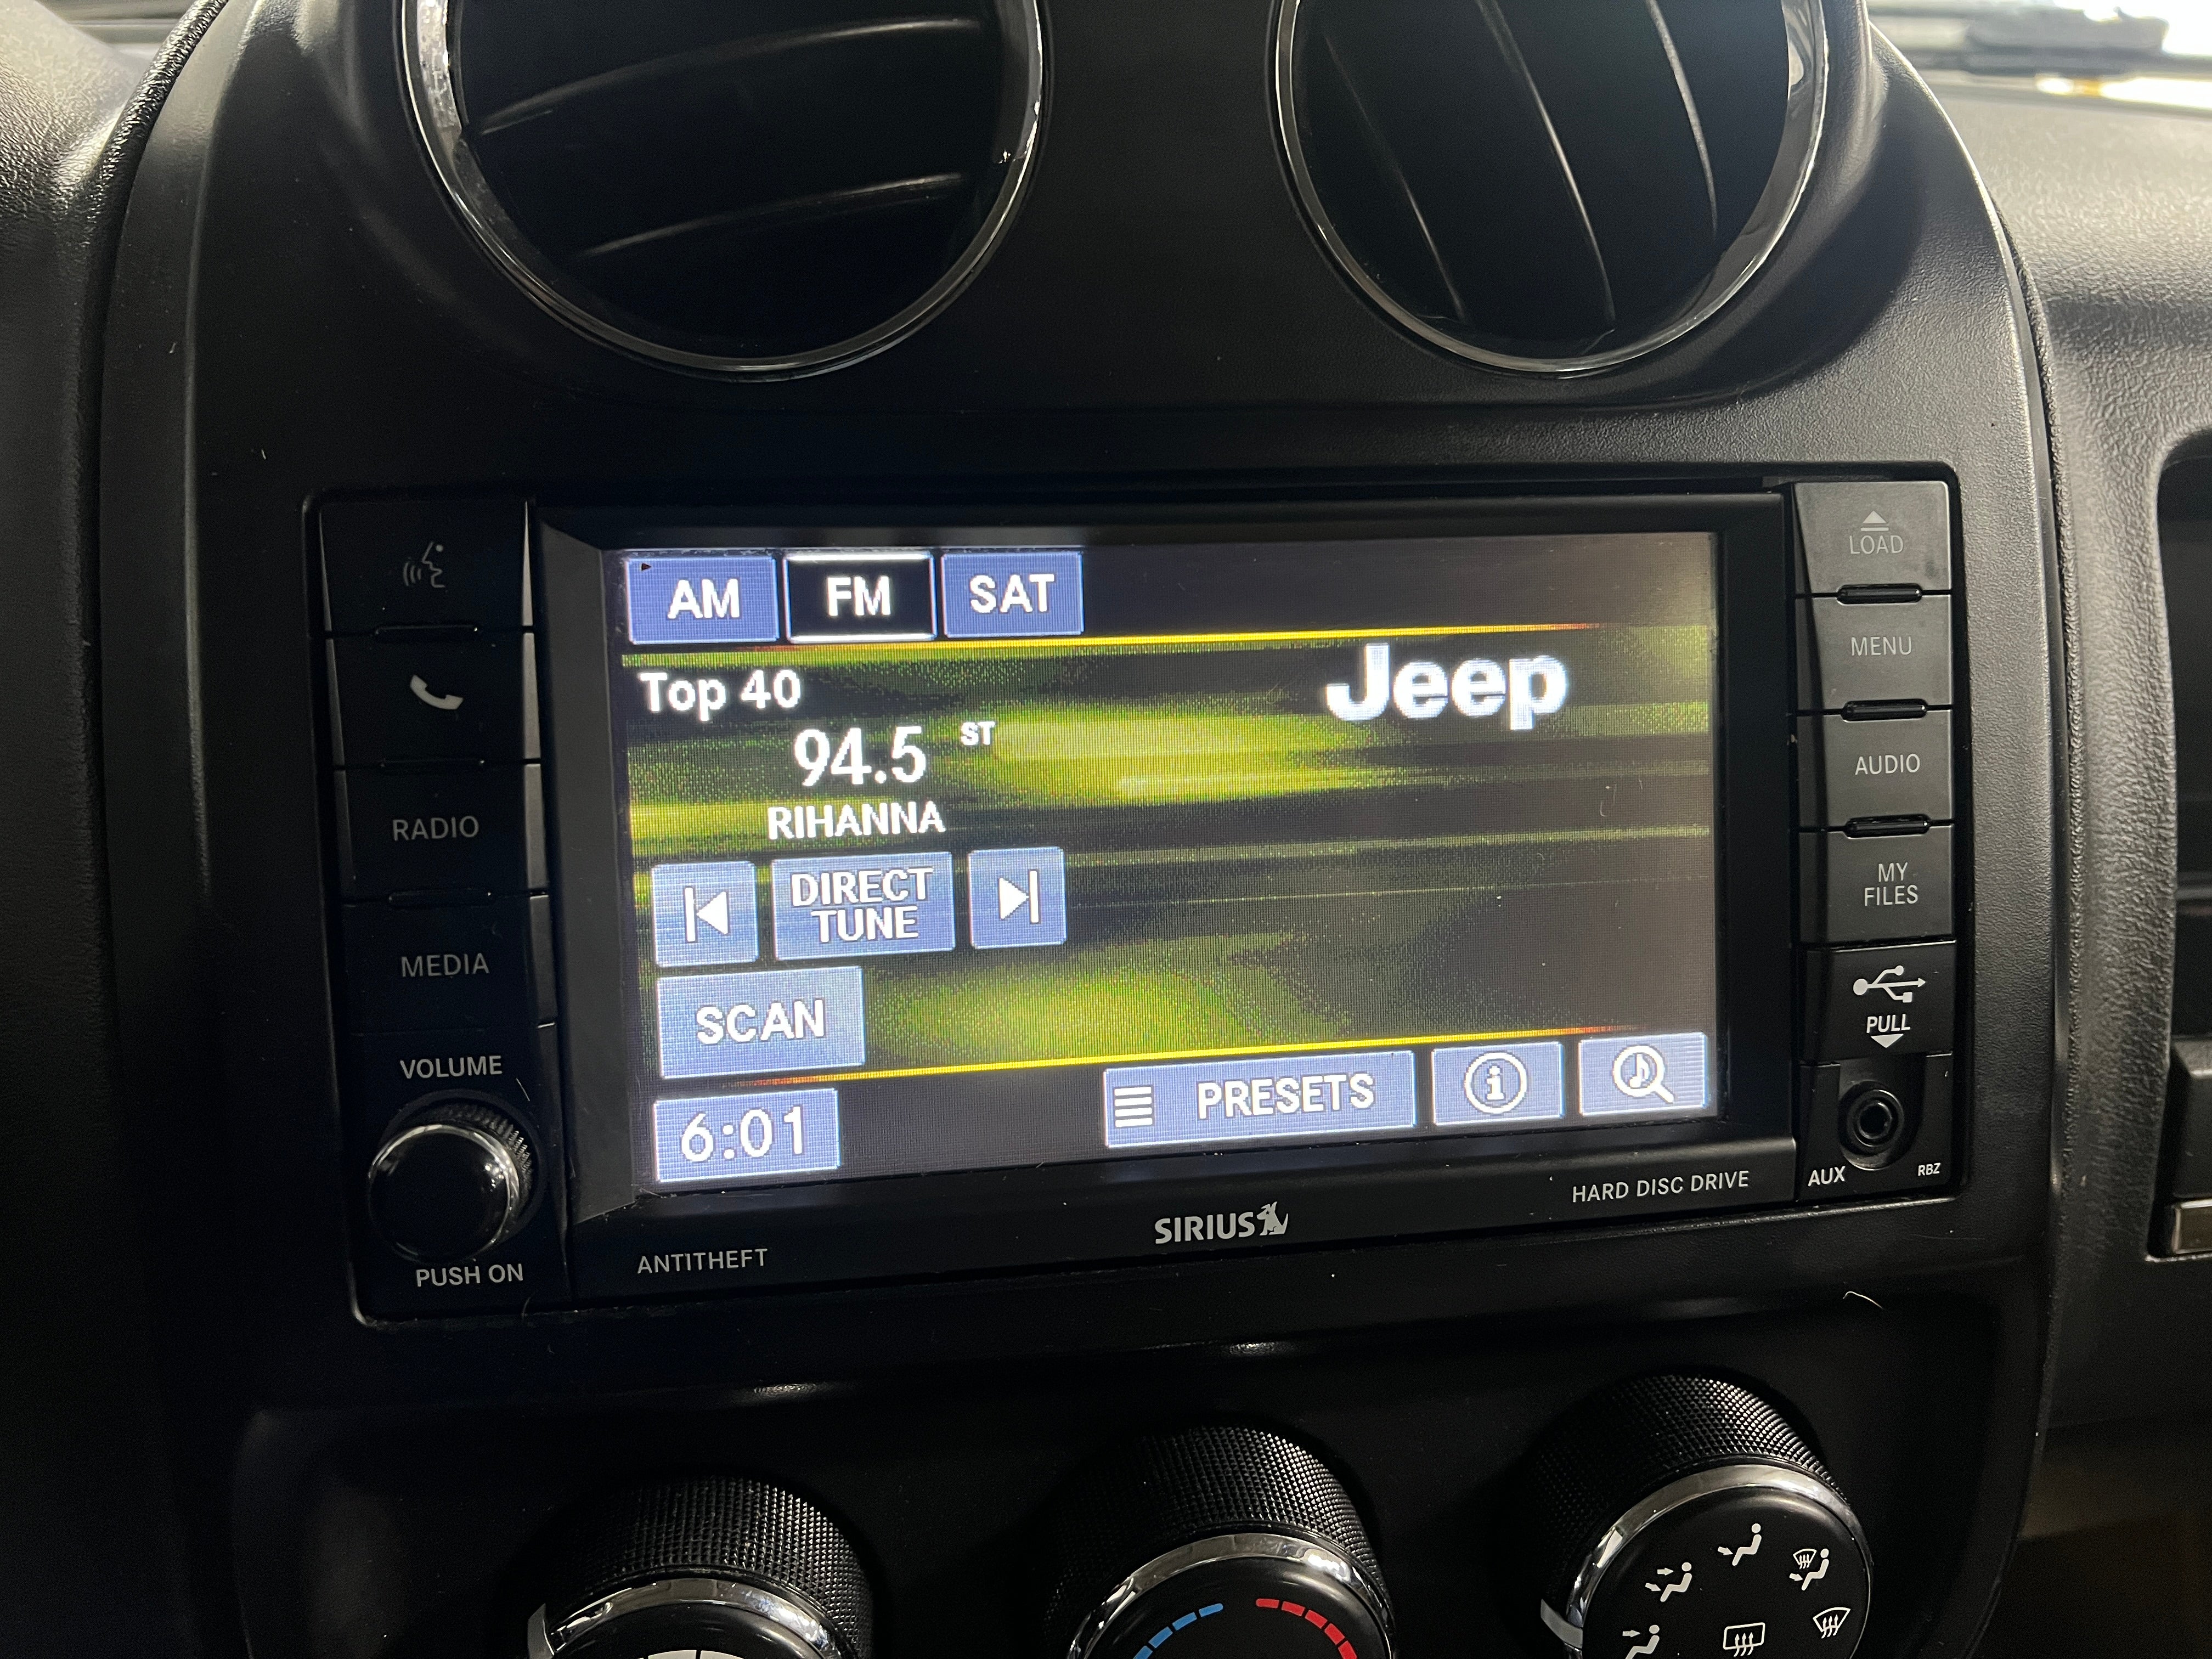 AM FM SAT
Top 40
Jeep
94.5 ST
RIHANNA
DIRECT
TUNE
SCAN
6:01 PRESETS i
RADIO
MEDIA
VOLUME
PUSH ON
LOAD
MENU
AUDIO
MY
FILES
PULL
AUX RBZ
HARD DISC DRIVE
SIRIUS
ANTITHEFT